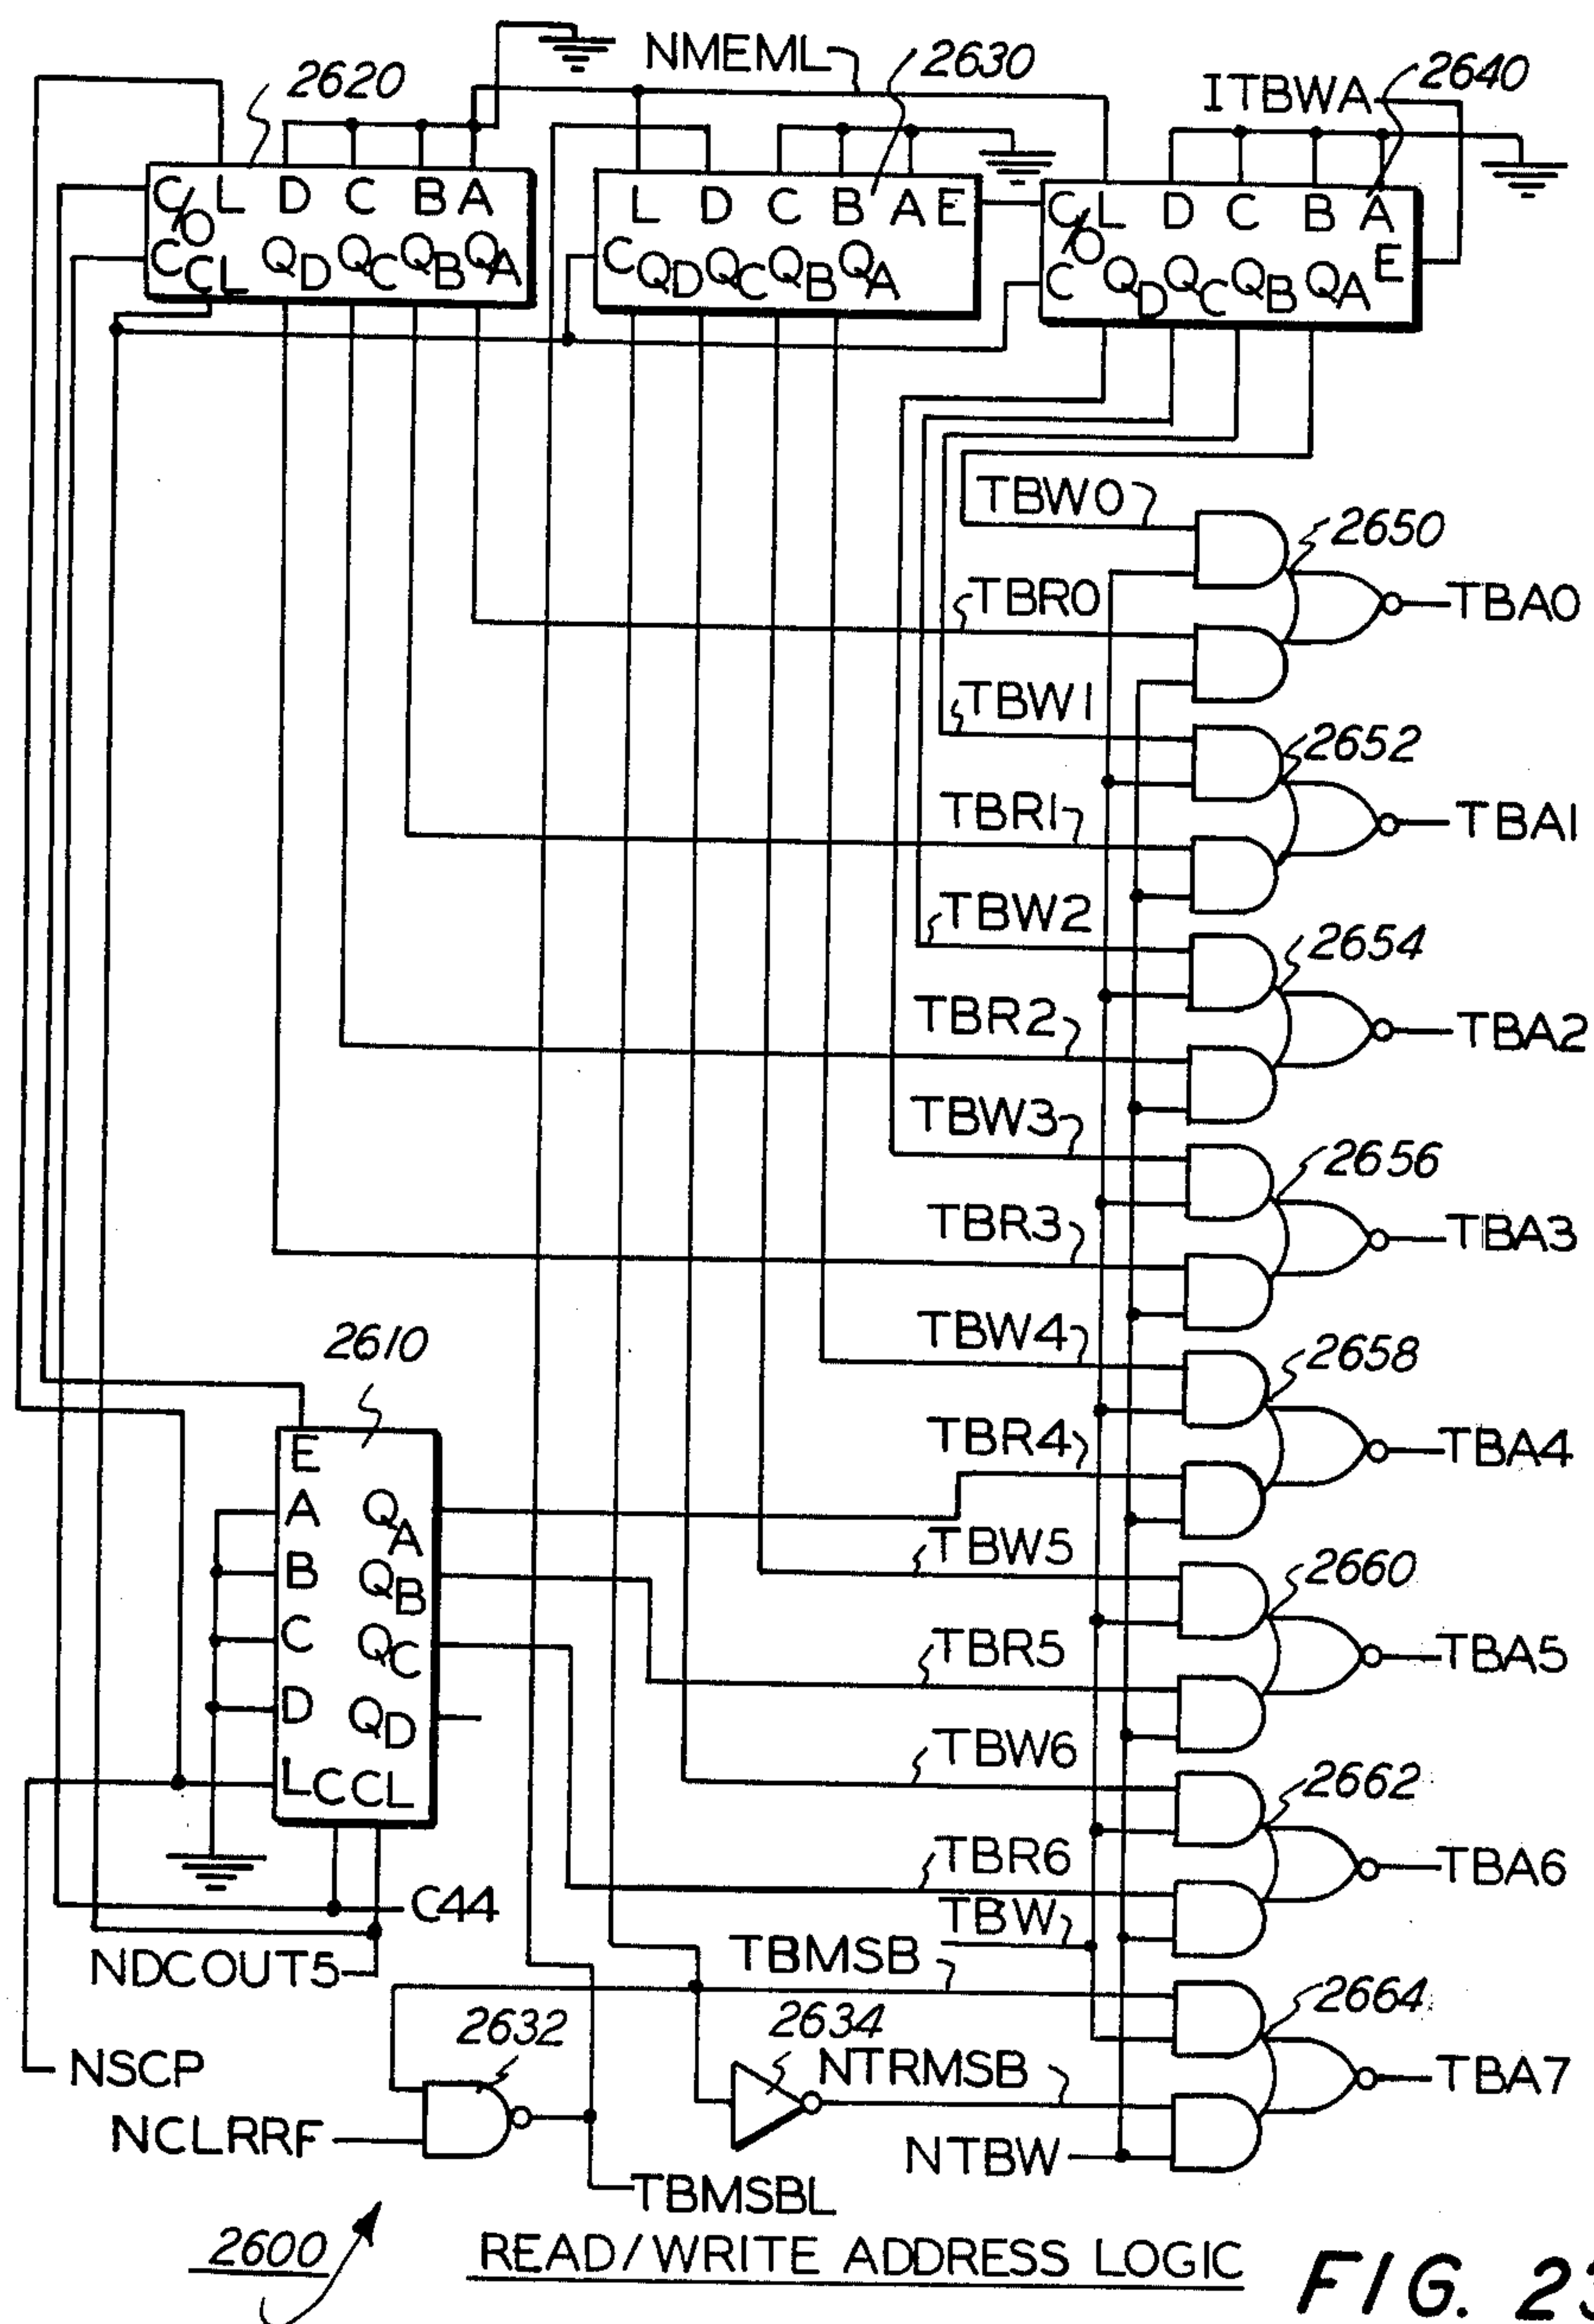 NMEML
2620
2630
ITBWA
2640
C/O L D C B A
C CL QD QC QB QA
L D C B A E
C QD QC QB QA
C/O L D C B A
C QD QC QB QA E
TBW0
2650
TBR0
TBA0
TBW1
2652
TBR1
TBA1
TBW2
2654
TBR2
TBA2
TBW3
2656
TBR3
TBA3
2610
TBW4
2658
TBR4
TBA4
E
A QA
B QB
C QC
D QD
L C CL
TBW5
2660
TBR5
TBA5
TBW6
2662
TBR6
TBA6
C44
TBW
NDCOUT5
TBMSB
2664
2632
2634
NTRMSB
TBA7
NSCP
NCLRRF
NTBW
TBMSBL
2600
READ/WRITE ADDRESS LOGIC
FIG. 23